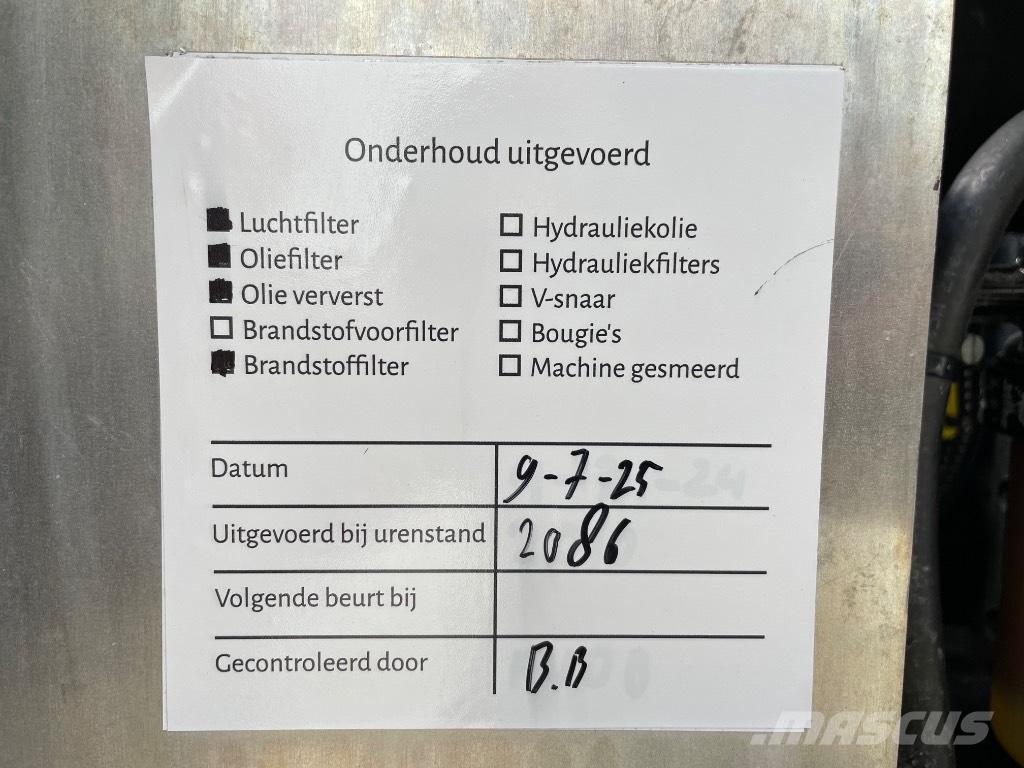 Onderhoud uitgevoerd
Luchtfilter
Oliefilter
Olie ververst
Brandstofvoorfilter
Brandstoffilter
Hydrauliekolie
Hydrauliekfilters
V-snaar
Bougie's
Machine gesmeerd
Datum 9-7-25
Uitgevoerd bij urenstand 2086
Volgende beurt bij
Gecontroleerd door B.B
MASCUS